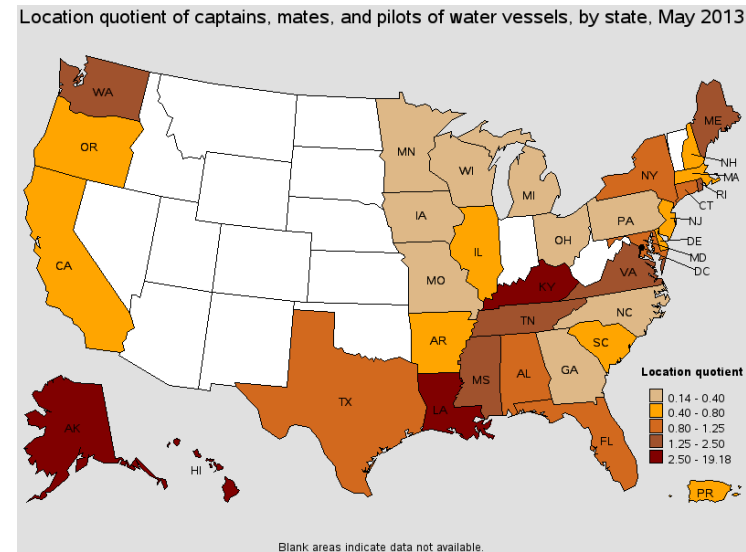 Location quotient of captains, mates, and pilots of water vessels, by state, May 2013
WA
ME
OR
MN
NH
WI
NY
MA
MI
RI
CT
IA
PA
NJ
IL
OH
DE
CA
MD
MO
VA
DC
KY
NC
TN
AR
SC
MS
AL
GA
Location quotient
TX
LA
0.14 - 0.40
AK
0.40 - 0.80
FL
0.80 - 1.25
1.25 - 2.50
HI
2.50 - 19.18
PR
Blank areas indicate data not available.